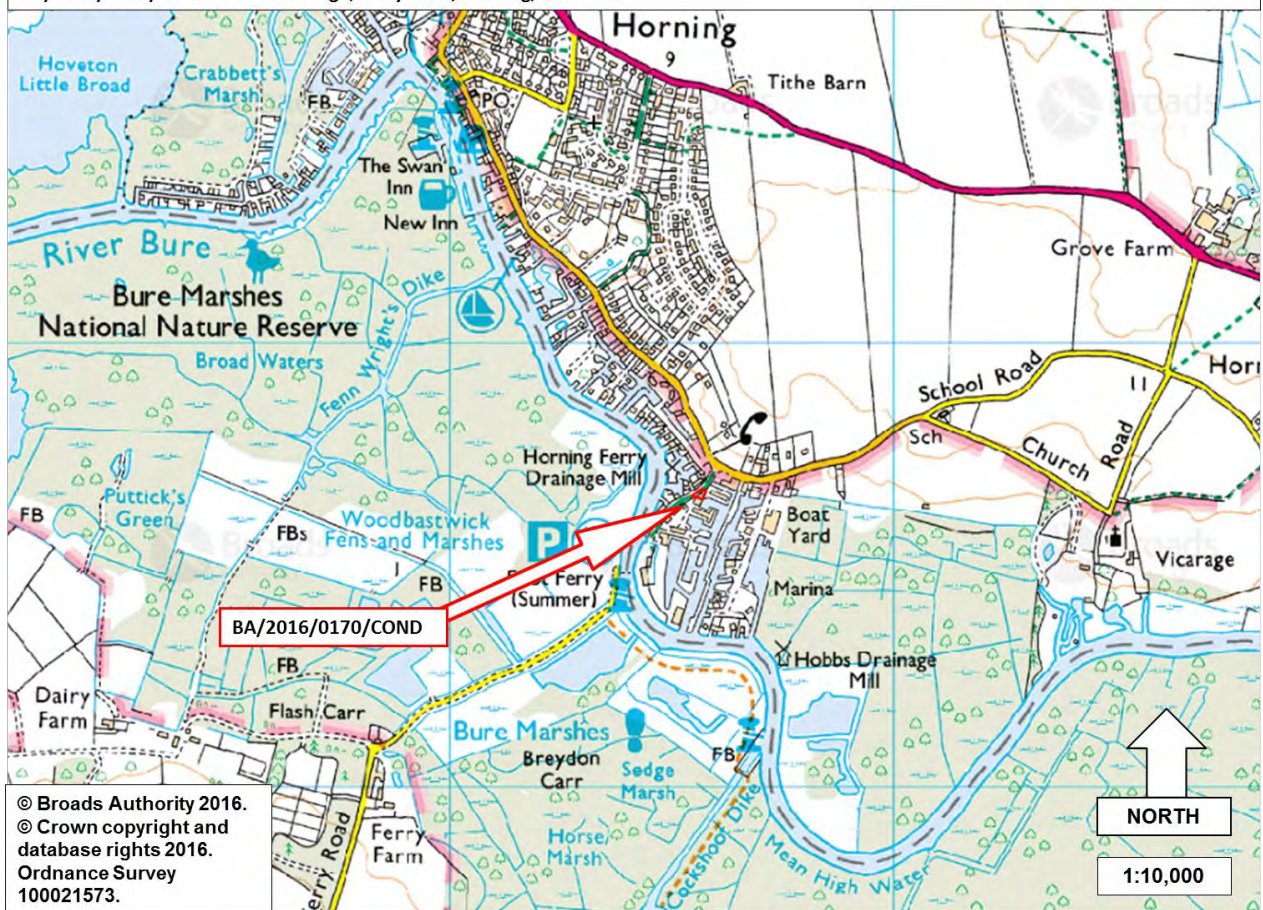 Horning
9
Hoveton
Little Broad
Crabbett's
Marsh
FB
PO
Tithe Barn
The Swan
Inn
New Inn
River Bure
Grove Farm
Bure Marshes
National Nature Reserve
Fenn Wright's Dike
Broad Waters
School Road
11
Sch
Church Road
Horning Ferry
Drainage Mill
Puttick's
Green
FB
FBs
Woodbastwick
Fens and Marshes
P
Boat
Yard
Vicarage
FB
Ferry
(Summer)
Marina
BA/2016/0170/COND
FB
Hobbs Drainage
Mill
Dairy
Farm
Flash Carr
Bure Marshes
Breydon
Carr
FB
Sedge
Marsh
NORTH
© Broads Authority 2016.
© Crown copyright and
database rights 2016.
Ordnance Survey
100021573.
Ferry
Farm
Horse
Marsh
Cockshoot Dike
Mean High Water
1:10,000